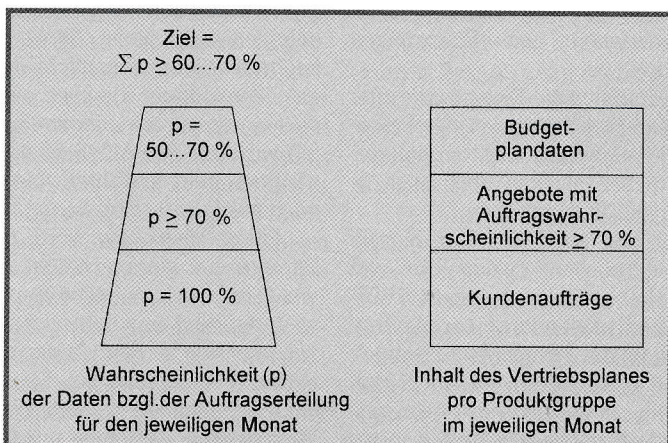 Ziel =
∑ p ≥ 60...70 %
p =
50...70 %
p ≥ 70 %
p = 100 %
Wahrscheinlichkeit (p)
der Daten bzgl.der Auftragserteilung
für den jeweiligen Monat
Budget-
plandaten
Angebote mit
Auftragswahr-
scheinlichkeit ≥ 70 %
Kundenaufträge
Inhalt des Vertriebsplanes
pro Produktgruppe
im jeweiligen Monat